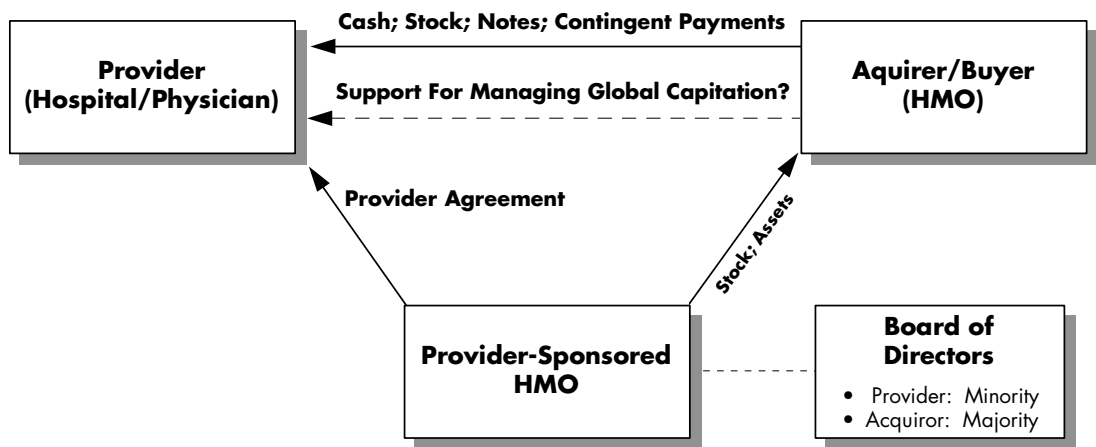 Cash; Stock; Notes; Contingent Payments
Provider
(Hospital/Physician)
Aquirer/Buyer
(HMO)
Support For Managing Global Capitation?
Provider Agreement
Stock; Assets
Provider-Sponsored
HMO
Board of
Directors
• Provider: Minority
• Acquiror: Majority